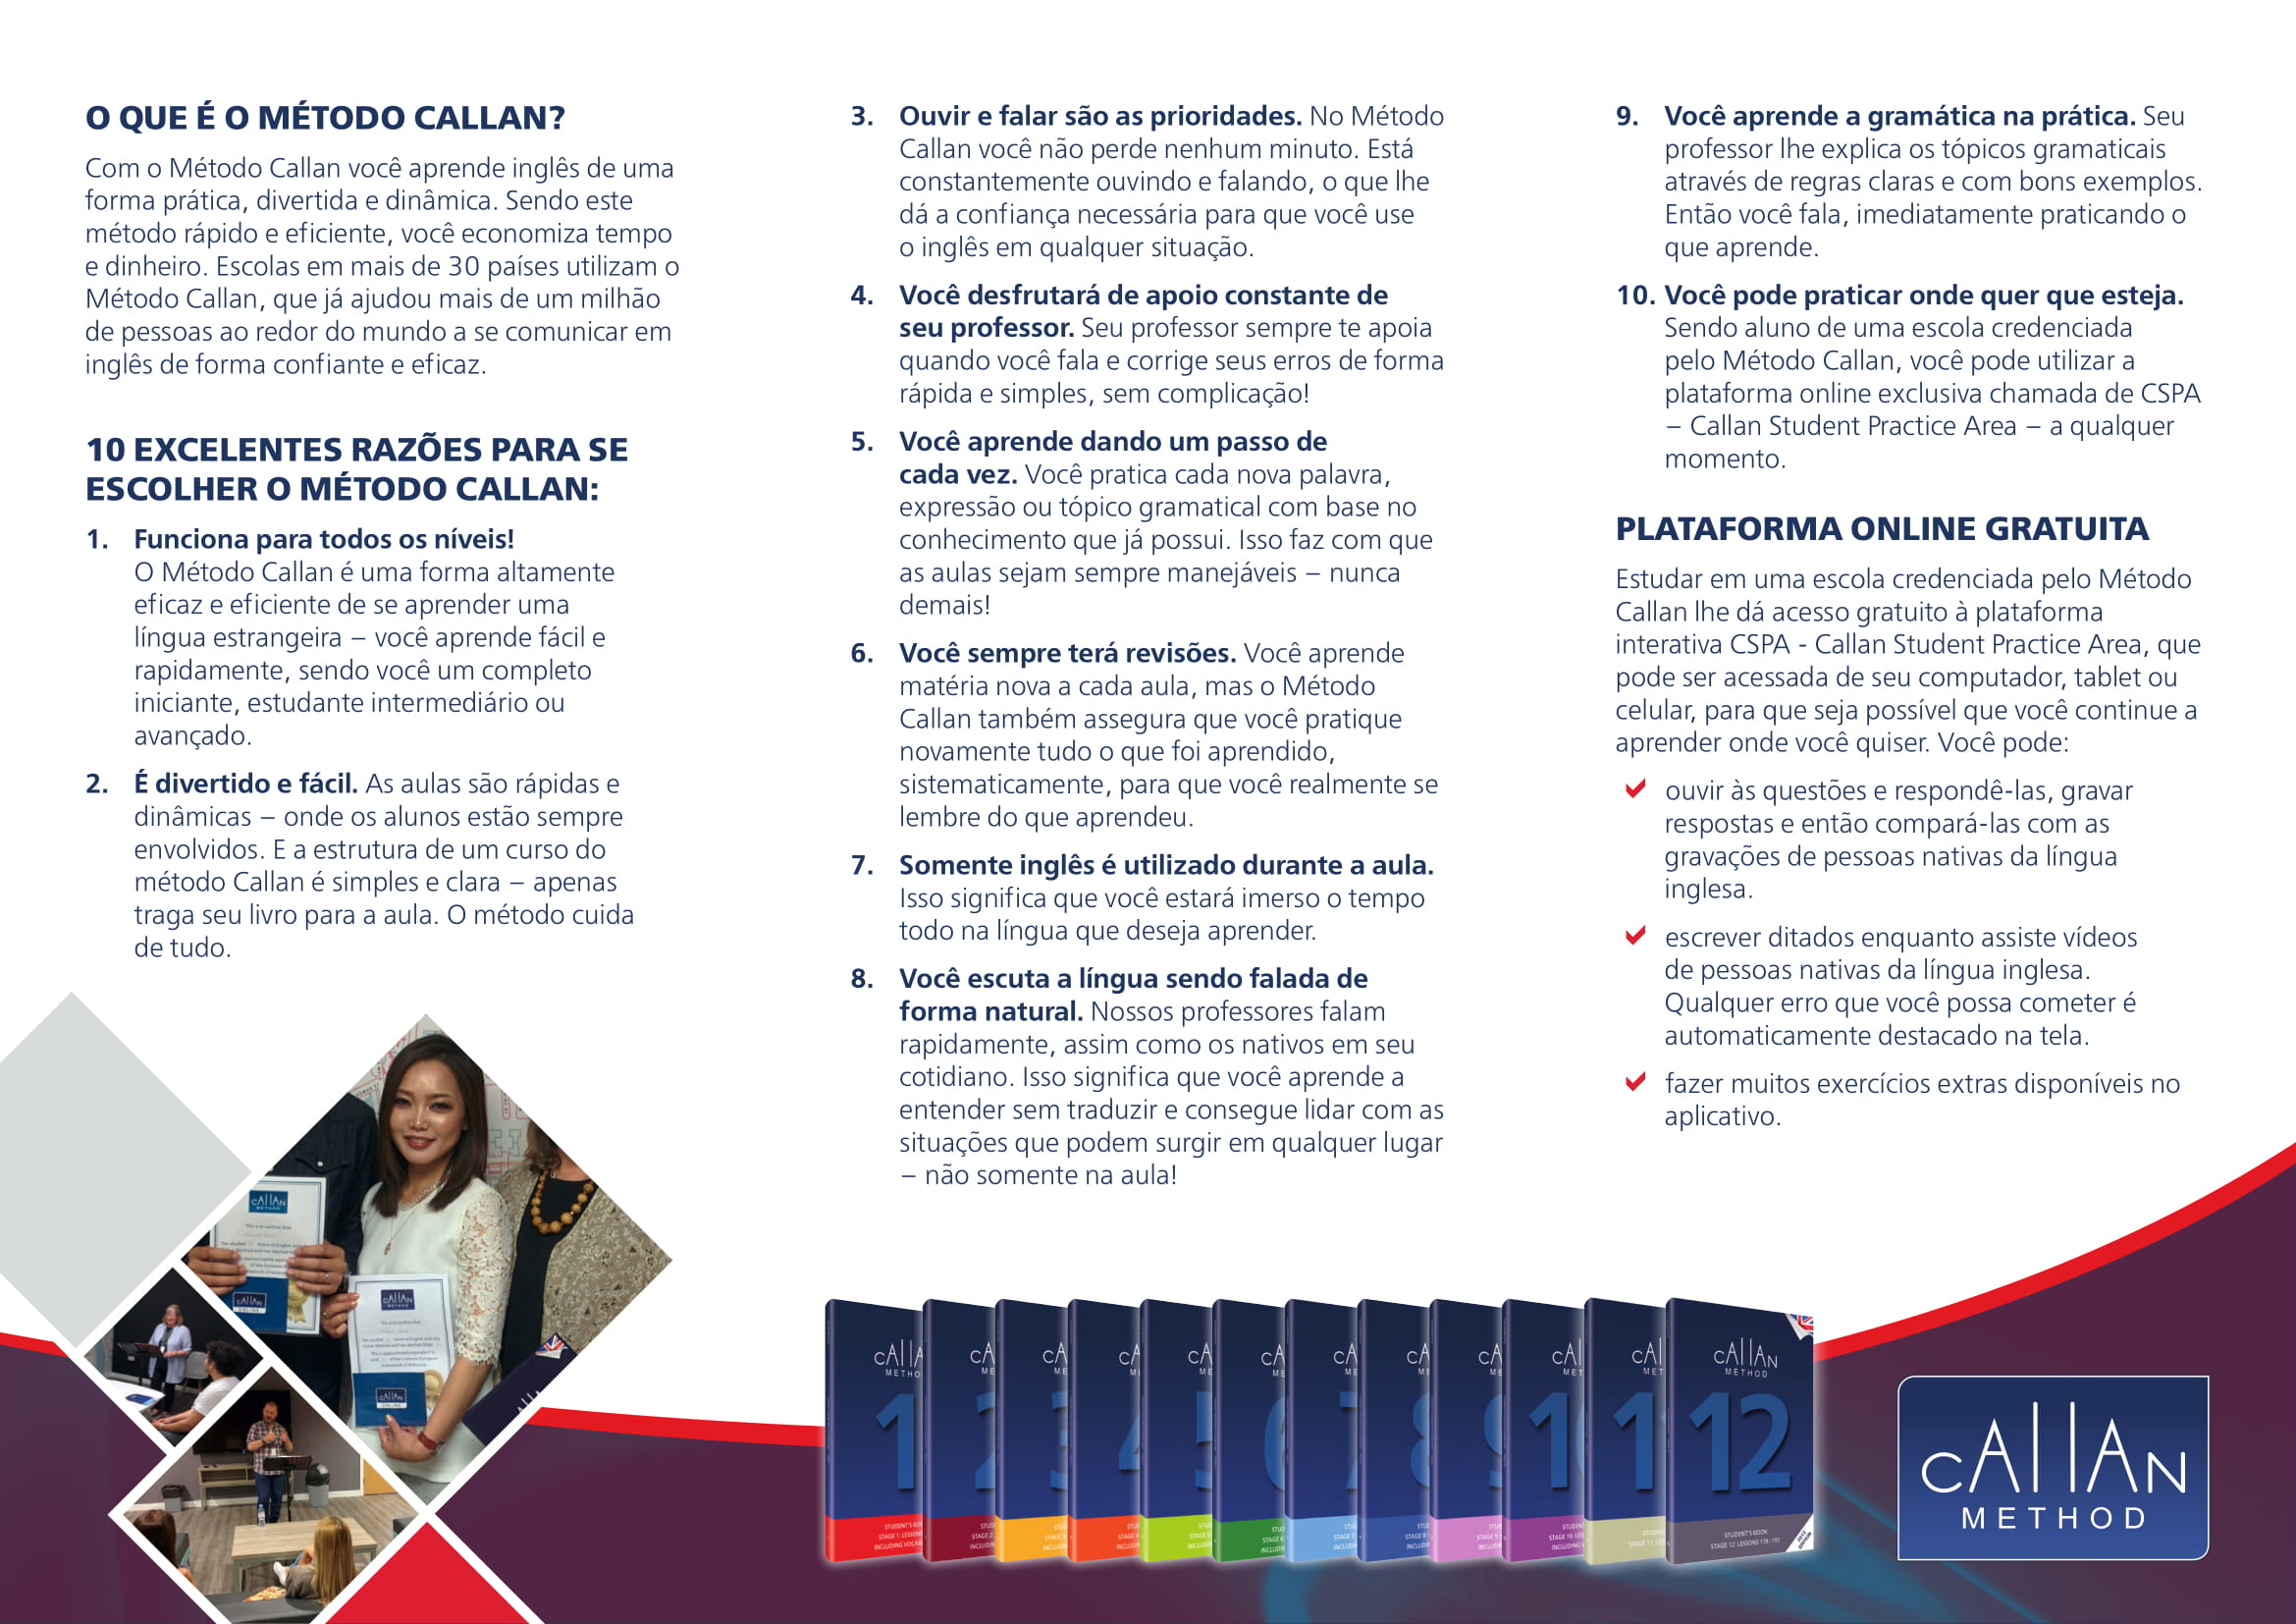 O QUE É O MÉTODO CALLAN?
Com o Método Callan você aprende inglês de uma
forma prática, divertida e dinâmica. Sendo este
método rápido e eficiente, você economiza tempo
e dinheiro. Escolas em mais de 30 países utilizam o
Método Callan, que já ajudou mais de um milhão
de pessoas ao redor do mundo a se comunicar em
inglês de forma confiante e eficaz.
10 EXCELENTES RAZÕES PARA SE
ESCOLHER O MÉTODO CALLAN:
1. Funciona para todos os níveis!
O Método Callan é uma forma altamente
eficaz e eficiente de se aprender uma
língua estrangeira – você aprende fácil e
rapidamente, sendo você um completo
iniciante, estudante intermediário ou
avançado.
2. É divertido e fácil. As aulas são rápidas e
dinâmicas – onde os alunos estão sempre
envolvidos. E a estrutura de um curso do
método Callan é simples e clara – apenas
traga seu livro para a aula. O método cuida
de tudo.
3. Ouvir e falar são as prioridades. No Método
Callan você não perde nenhum minuto. Está
constantemente ouvindo e falando, o que lhe
dá a confiança necessária para que você use
o inglês em qualquer situação.
4. Você desfrutará de apoio constante de
seu professor. Seu professor sempre te apoia
quando você fala e corrige seus erros de forma
rápida e simples, sem complicação!
5. Você aprende dando um passo de
cada vez. Você pratica cada nova palavra,
expressão ou tópico gramatical com base no
conhecimento que já possui. Isso faz com que
as aulas sejam sempre manejáveis – nunca
demais!
6. Você sempre terá revisões. Você aprende
matéria nova a cada aula, mas o Método
Callan também assegura que você pratique
novamente tudo o que foi aprendido,
sistematicamente, para que você realmente se
lembre do que aprendeu.
7. Somente inglês é utilizado durante a aula.
Isso significa que você estará imerso o tempo
todo na língua que deseja aprender.
8. Você escuta a língua sendo falada de
forma natural. Nossos professores falam
rapidamente, assim como os nativos em seu
cotidiano. Isso significa que você aprende a
entender sem traduzir e consegue lidar com as
situações que podem surgir em qualquer lugar
– não somente na aula!
9. Você aprende a gramática na prática. Seu
professor lhe explica os tópicos gramaticais
através de regras claras e com bons exemplos.
Então você fala, imediatamente praticando o
que aprende.
10. Você pode praticar onde quer que esteja.
Sendo aluno de uma escola credenciada
pelo Método Callan, você pode utilizar a
plataforma online exclusiva chamada de CSPA
– Callan Student Practice Area – a qualquer
momento.
PLATAFORMA ONLINE GRATUITA
Estudar em uma escola credenciada pelo Método
Callan lhe dá acesso gratuito à plataforma
interativa CSPA - Callan Student Practice Area, que
pode ser acessada de seu computador, tablet ou
celular, para que seja possível que você continue a
aprender onde você quiser. Você pode:
ouvir às questões e respondê-las, gravar
respostas e então compará-las com as
gravações de pessoas nativas da língua
inglesa.
escrever ditados enquanto assiste vídeos
de pessoas nativas da língua inglesa.
Qualquer erro que você possa cometer é
automaticamente destacado na tela.
fazer muitos exercícios extras disponíveis no
aplicativo.
CALLAN
METHOD
1 2 3 4 5 6 7 8 9 10 11 12
STUDENT'S BOOK
STAGE 12 LESSONS 178-191
CALLAN
METHOD